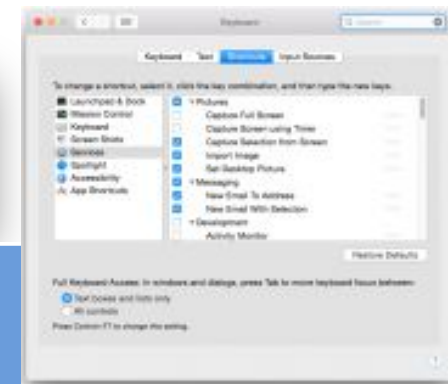 Keyboard
Search
Keyboard Text Shortcuts Input Sources
To change a shortcut, select it, click the key combination, and then type the new keys.
Launchpad & Dock
Mission Control
Keyboard
Screen Shots
Services
Spotlight
Accessibility
App Shortcuts
Pictures
Capture Full Screen
Capture Screen using Timer
Capture Selection from Screen
Import Image
Set Desktop Picture
Messaging
New Email To Address
New Email With Selection
Development
Activity Monitor
Restore Defaults
Full Keyboard Access: In windows and dialogs, press Tab to move keyboard focus between:
Text boxes and lists only
All controls
Press Control+F7 to change this setting.
?